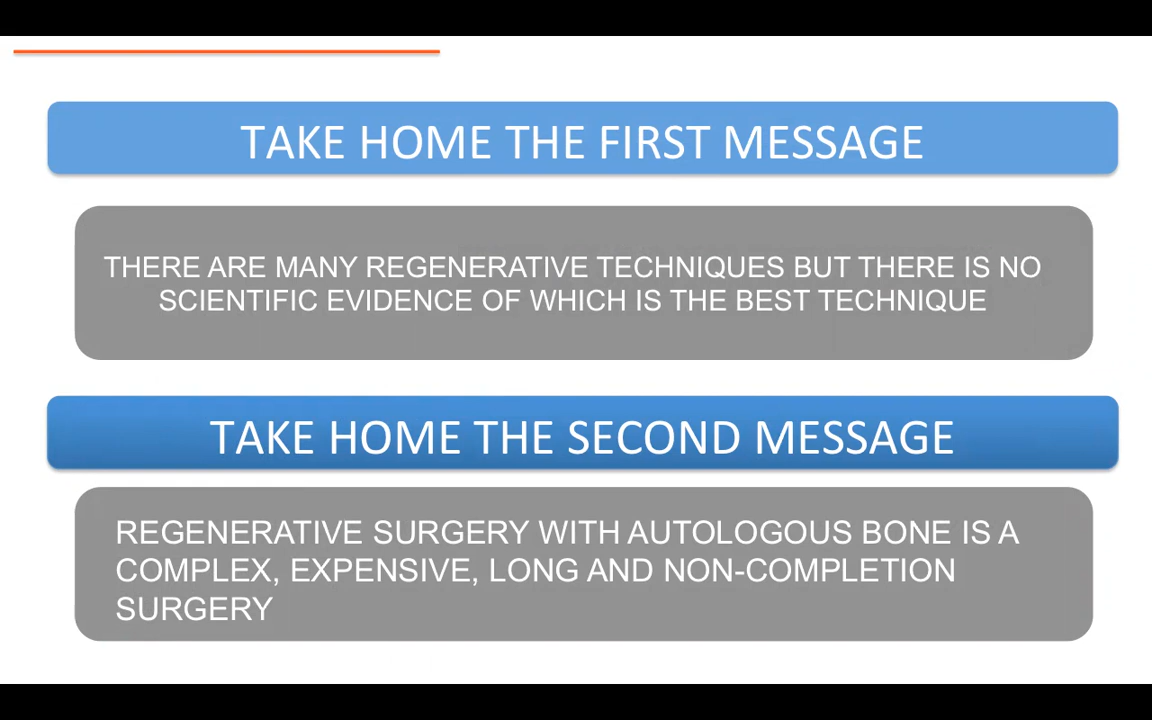 TAKE HOME THE FIRST MESSAGE
THERE ARE MANY REGENERATIVE TECHNIQUES BUT THERE IS NO
SCIENTIFIC EVIDENCE OF WHICH IS THE BEST TECHNIQUE
TAKE HOME THE SECOND MESSAGE
REGENERATIVE SURGERY WITH AUTOLOGOUS BONE IS A
COMPLEX, EXPENSIVE, LONG AND NON-COMPLETION
SURGERY